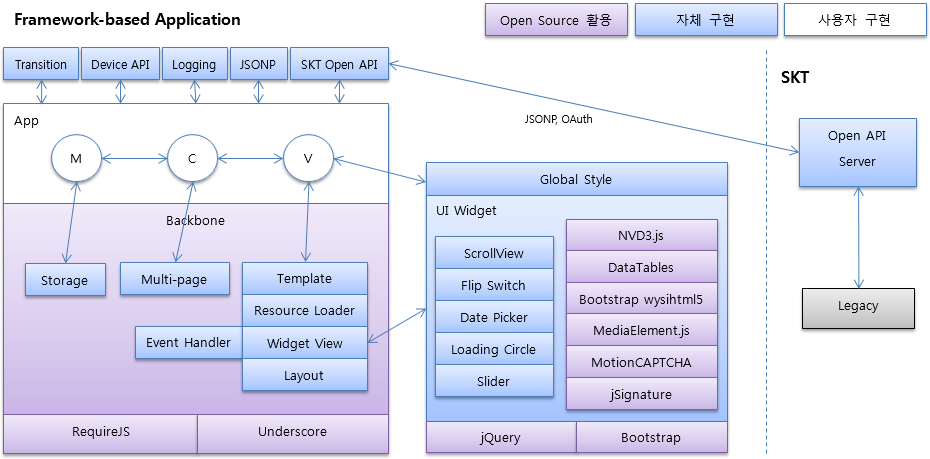 Framework-based Application
Open Source 활용
자체 구현
사용자 구현
Transition
Device API
Logging
JSONP
SKT Open API
SKT
JSONP, OAuth
App
M
C
V
Open API
Server
Global Style
Backbone
UI Widget
Storage
Multi-page
Template
Resource Loader
Event Handler
Widget View
Layout
ScrollView
Flip Switch
Date Picker
Loading Circle
Slider
NVD3.js
DataTables
Bootstrap wysihtml5
MediaElement.js
MotionCAPTCHA
jSignature
Legacy
RequireJS
Underscore
jQuery
Bootstrap